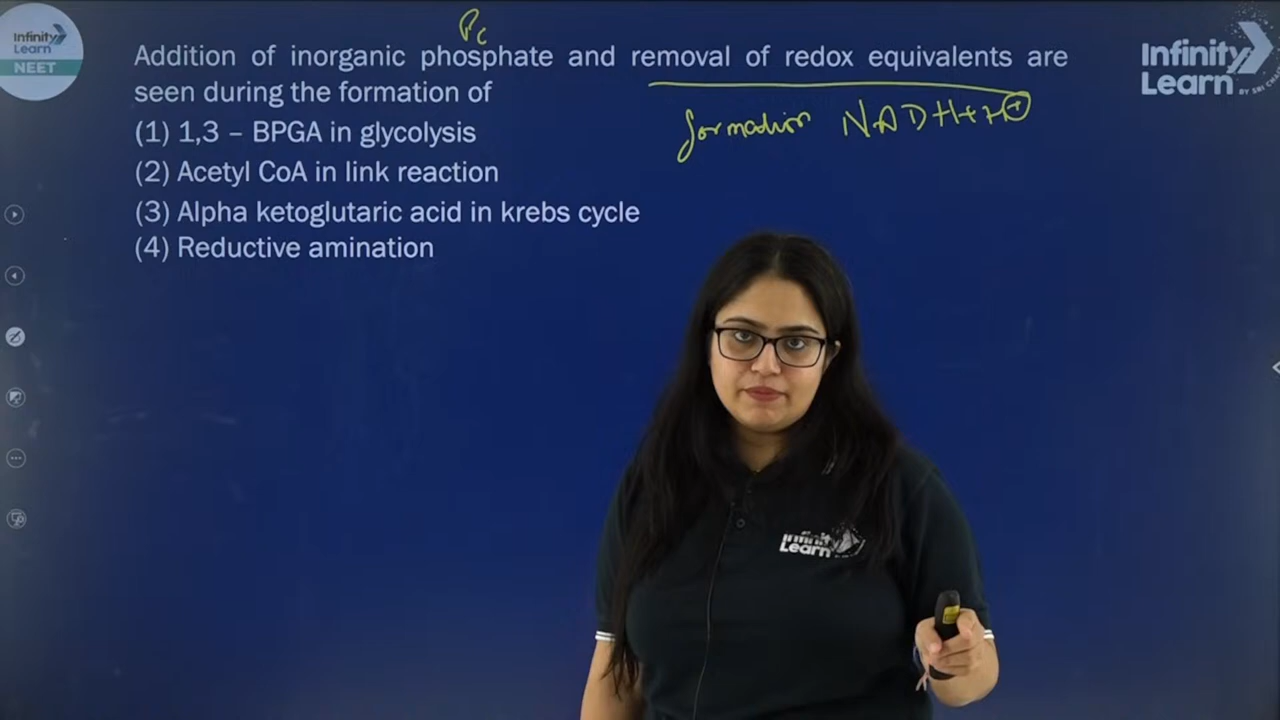 Infinity
Learn
NEET
Pi
Addition of inorganic phosphate and removal of redox equivalents are
seen during the formation of
formation NADH+H+
(1) 1,3 – BPGA in glycolysis
(2) Acetyl CoA in link reaction
(3) Alpha ketoglutaric acid in krebs cycle
(4) Reductive amination
Infinity
Learn
BY SRI
Infinity
Learn